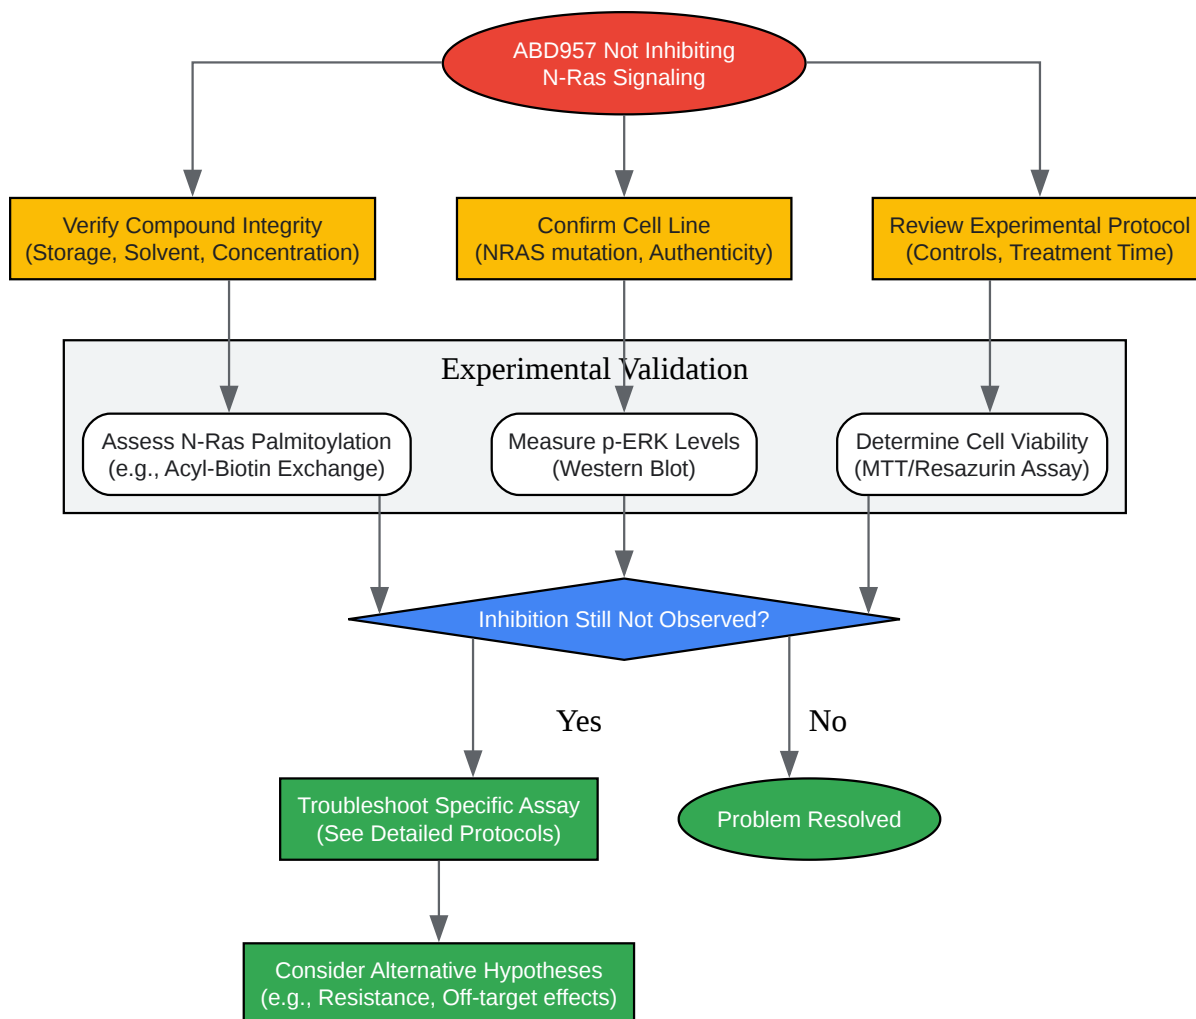 ABD957 Not Inhibiting
N-Ras Signaling
Verify Compound Integrity
(Storage, Solvent, Concentration)
Confirm Cell Line
(NRAS mutation, Authenticity)
Review Experimental Protocol
(Controls, Treatment Time)
Experimental Validation
Assess N-Ras Palmitoylation
(e.g., Acyl-Biotin Exchange)
Measure p-ERK Levels
(Western Blot)
Determine Cell Viability
(MTT/Resazurin Assay)
Inhibition Still Not Observed?
Yes
No
Troubleshoot Specific Assay
(See Detailed Protocols)
Problem Resolved
Consider Alternative Hypotheses
(e.g., Resistance, Off-target effects)